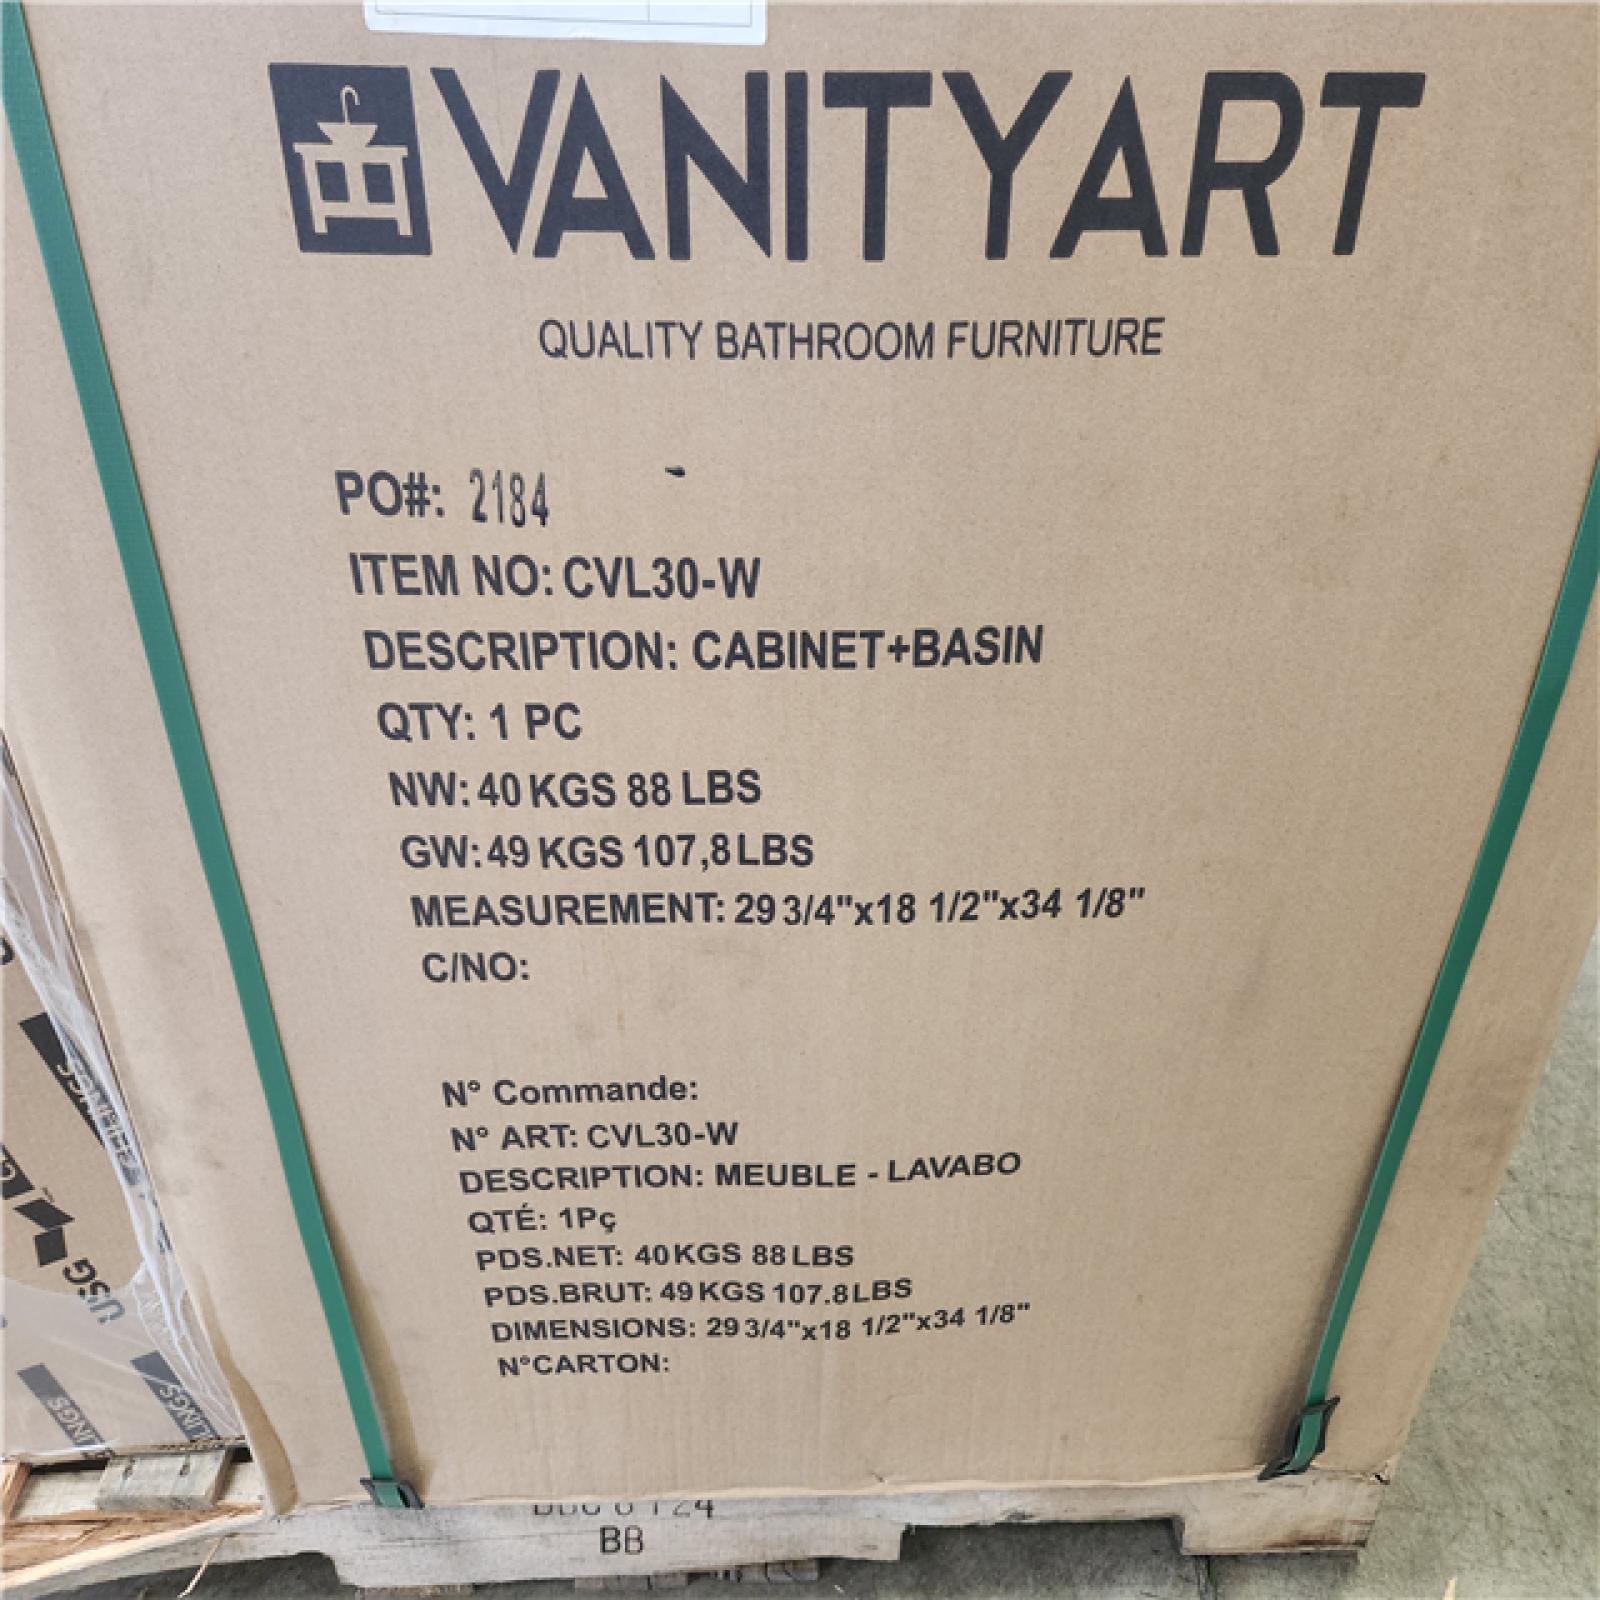 VANITYART
QUALITY BATHROOM FURNITURE
PO#: 2184
ITEM NO: CVL30-W
DESCRIPTION: CABINET+BASIN
QTY: 1 PC
NW: 40 KGS 88 LBS
GW: 49 KGS 107,8 LBS
MEASUREMENT: 29 3/4"x18 1/2"x34 1/8"
C/NO:
N° Commande:
N° ART: CVL30-W
DESCRIPTION: MEUBLE - LAVABO
QTÉ: 1Pç
PDS.NET: 40 KGS 88 LBS
PDS.BRUT: 49 KGS 107.8 LBS
DIMENSIONS: 29 3/4"x18 1/2"x34 1/8"
N°CARTON:
BB
USG